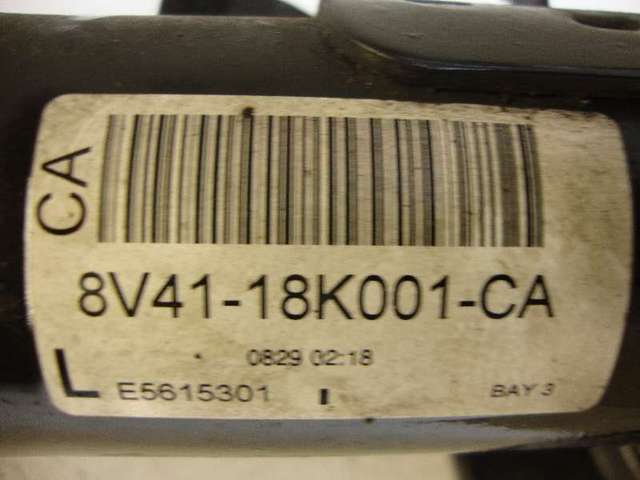 CA
8V41-18K001-CA
0829 02:18
L E5615301 I BAY 3